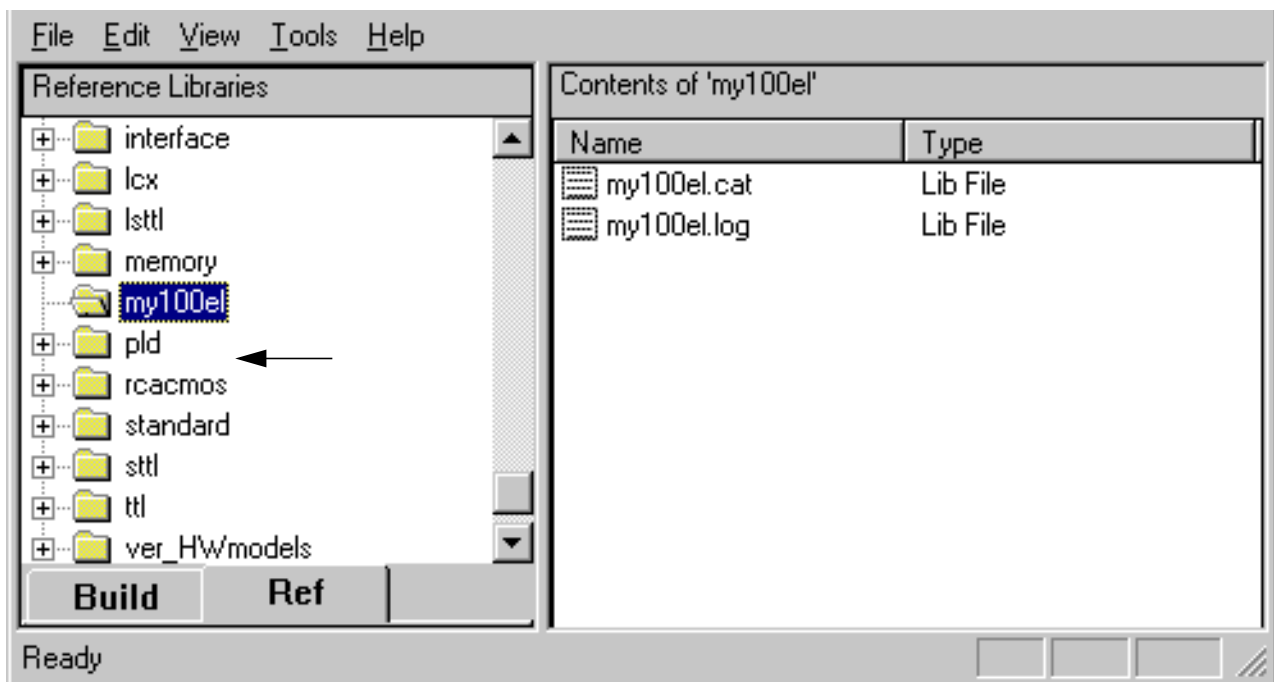 File Edit View Tools Help
Reference Libraries
interface
lcx
lsttl
memory
my100el
pld
rcacmos
standard
sttl
ttl
ver_HWmodels
Build Ref
Contents of 'my100el'
Name Type
my100el.cat Lib File
my100el.log Lib File
Ready